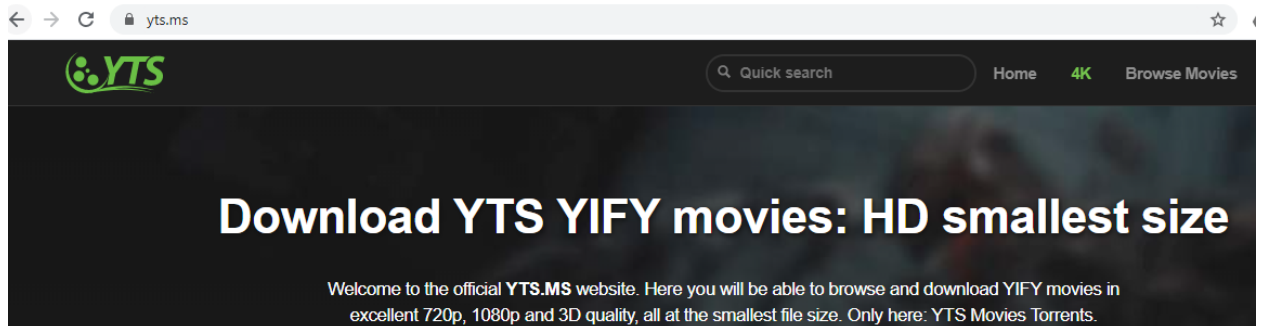 yts.ms
YTS
Quick search
Home
4K
Browse Movies
Download YTS YIFY movies: HD smallest size
Welcome to the official YTS.MS website. Here you will be able to browse and download YIFY movies in
excellent 720p, 1080p and 3D quality, all at the smallest file size. Only here: YTS Movies Torrents.